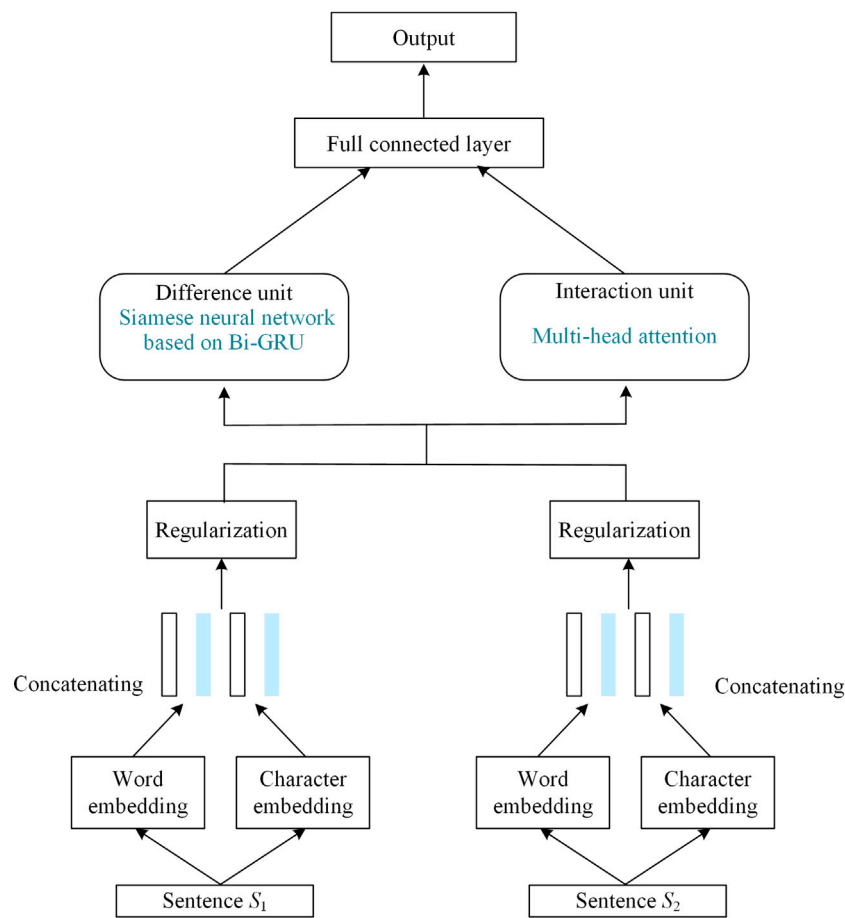 Output
Full connected layer
Difference unit
Siamese neural network
based on Bi-GRU
Interaction unit
Multi-head attention
Regularization
Regularization
Concatenating
Concatenating
Word
embedding
Character
embedding
Word
embedding
Character
embedding
Sentence S1
Sentence S2